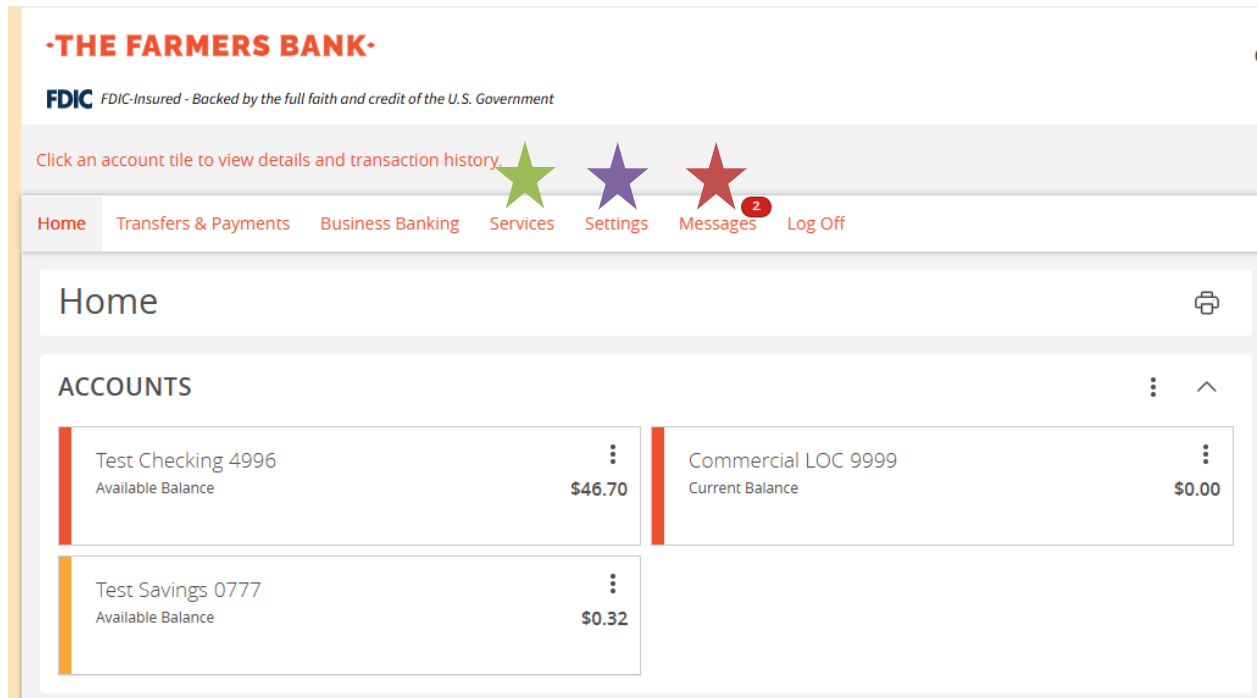 ·THE FARMERS BANK·
FDIC FDIC-Insured - Backed by the full faith and credit of the U.S. Government
Click an account tile to view details and transaction history.
Home Transfers & Payments Business Banking Services Settings Messages 2 Log Off
Home
ACCOUNTS
Test Checking 4996
Available Balance $46.70
Commercial LOC 9999
Current Balance $0.00
Test Savings 0777
Available Balance $0.32